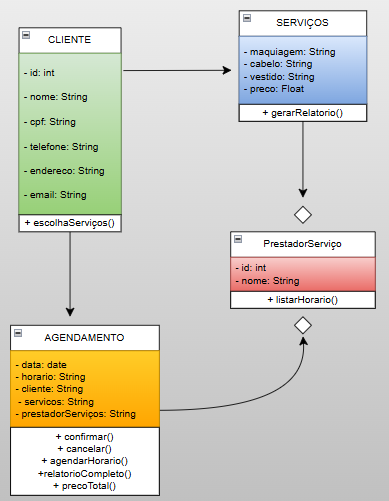 CLIENTE
- id: int
- nome: String
- cpf: String
- telefone: String
- endereco: String
- email: String
+ escolhaServiços()
SERVIÇOS
- maquiagem: String
- cabelo: String
- vestido: String
- preco: Float
+ gerarRelatorio()
PrestadorServiço
- id: int
- nome: String
+ listarHorario()
AGENDAMENTO
- data: date
- horario: String
- cliente: String
- servicos: String
- prestadorServiços: String
+ confirmar()
+ cancelar()
+ agendarHorario()
+relatorioCompleto()
+ precoTotal()